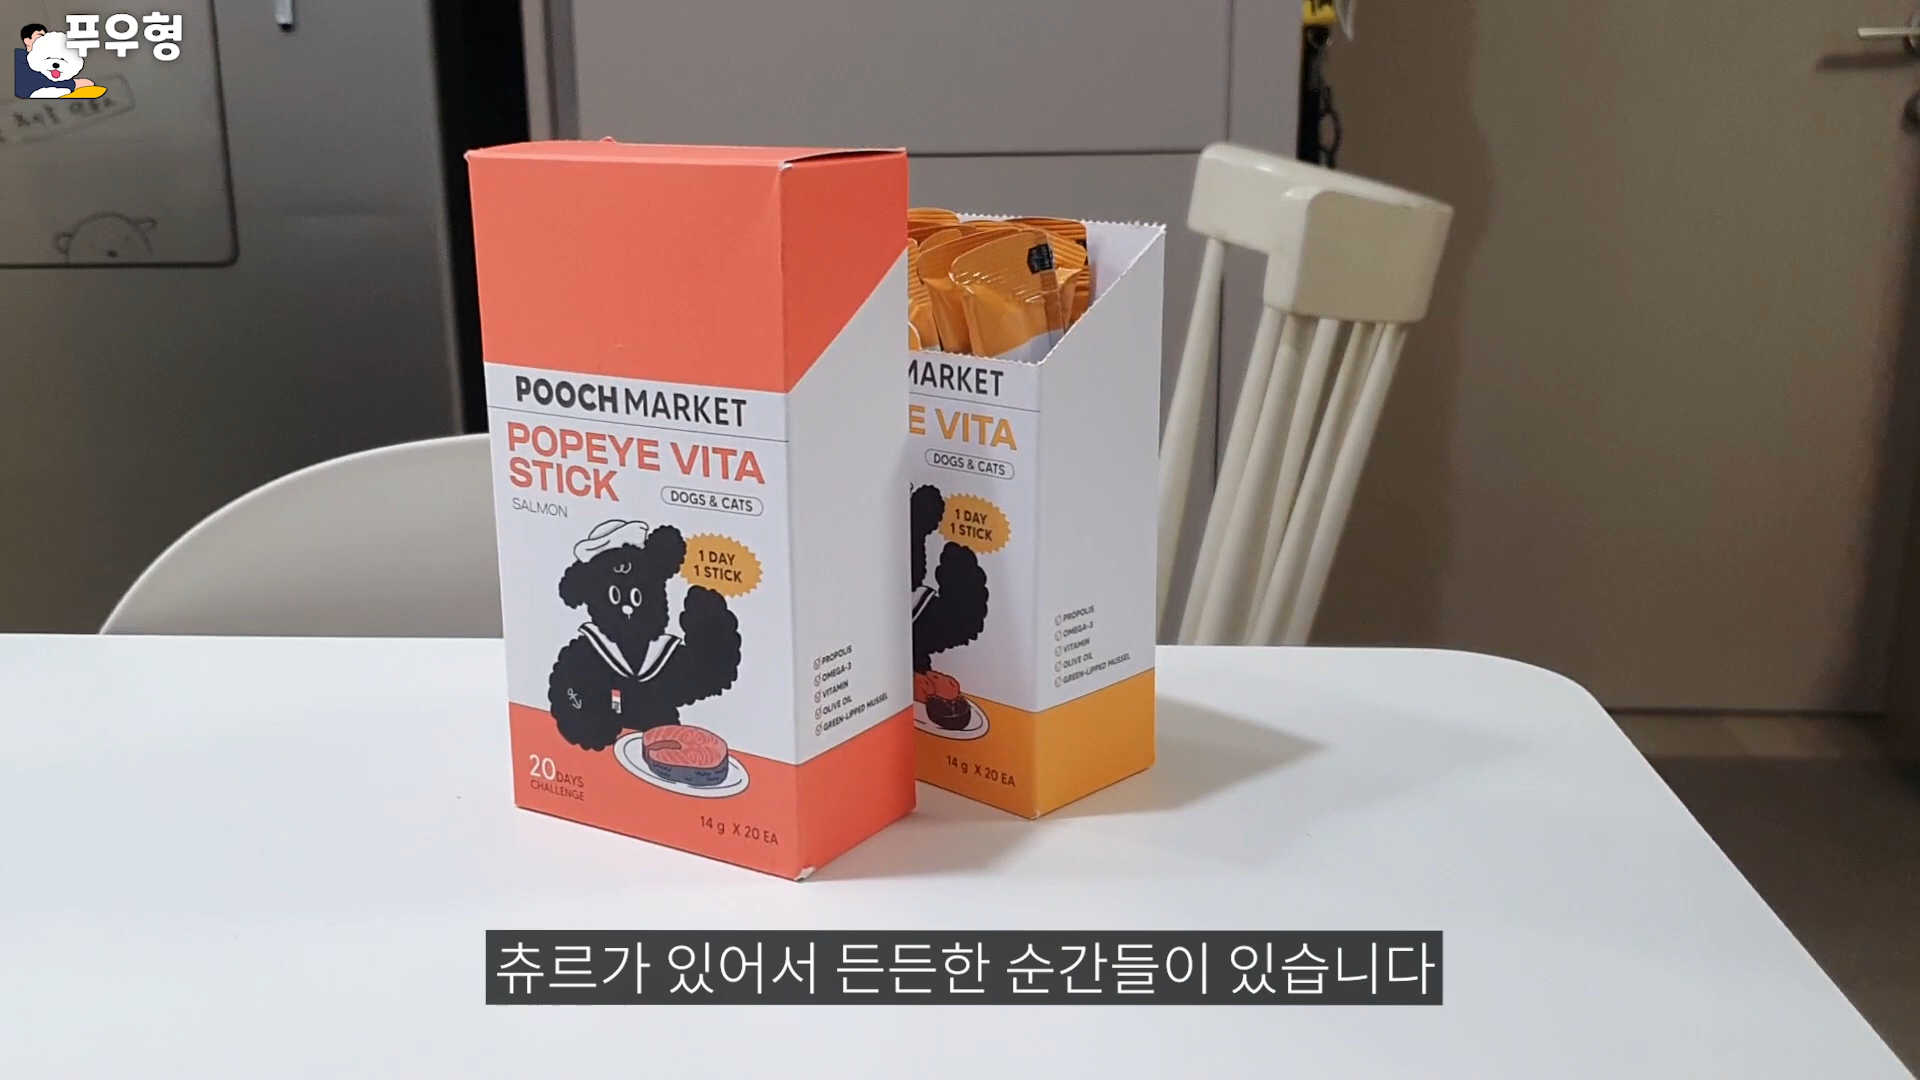 푸우형
POOCHMARKET
POPEYE VITA
STICK
DOGS & CATS
SALMON
1 DAY
1 STICK
PROPOLIS
OMEGA-3
VITAMIN
OLIVE OIL
GREEN-LIPPED MUSSEL
20 DAYS
CHALLENGE
14 g X 20 EA
MARKET
E VITA
DOGS & CATS
1 DAY
1 STICK
PROPOLIS
OMEGA-3
VITAMIN
OLIVE OIL
GREEN-LIPPED MUSSEL
14 g X 20 EA
츄르가 있어서 든든한 순간들이 있습니다